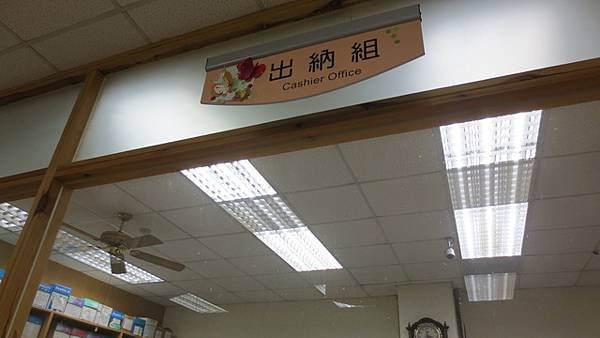 出納組
Cashier Office